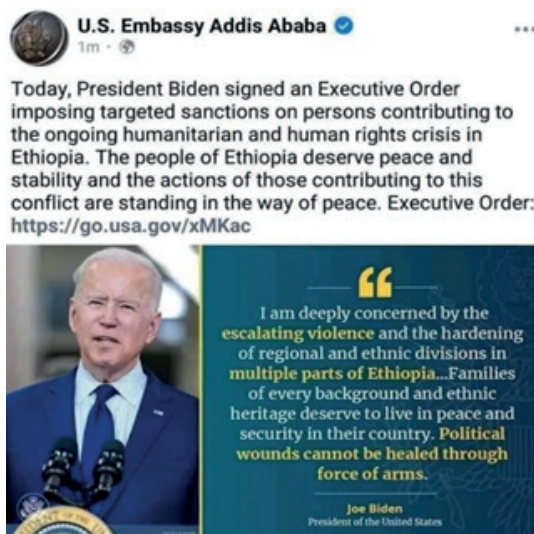 U.S. Embassy Addis Ababa
1m
Today, President Biden signed an Executive Order
imposing targeted sanctions on persons contributing to
the ongoing humanitarian and human rights crisis in
Ethiopia. The people of Ethiopia deserve peace and
stability and the actions of those contributing to this
conflict are standing in the way of peace. Executive Order:
https://go.usa.gov/xMKac
“
I am deeply concerned by the
escalating violence and the hardening
of regional and ethnic divisions in
multiple parts of Ethiopia...Families
of every background and ethnic
heritage deserve to live in peace and
security in their country. Political
wounds cannot be healed through
force of arms.
Joe Biden
President of the United States